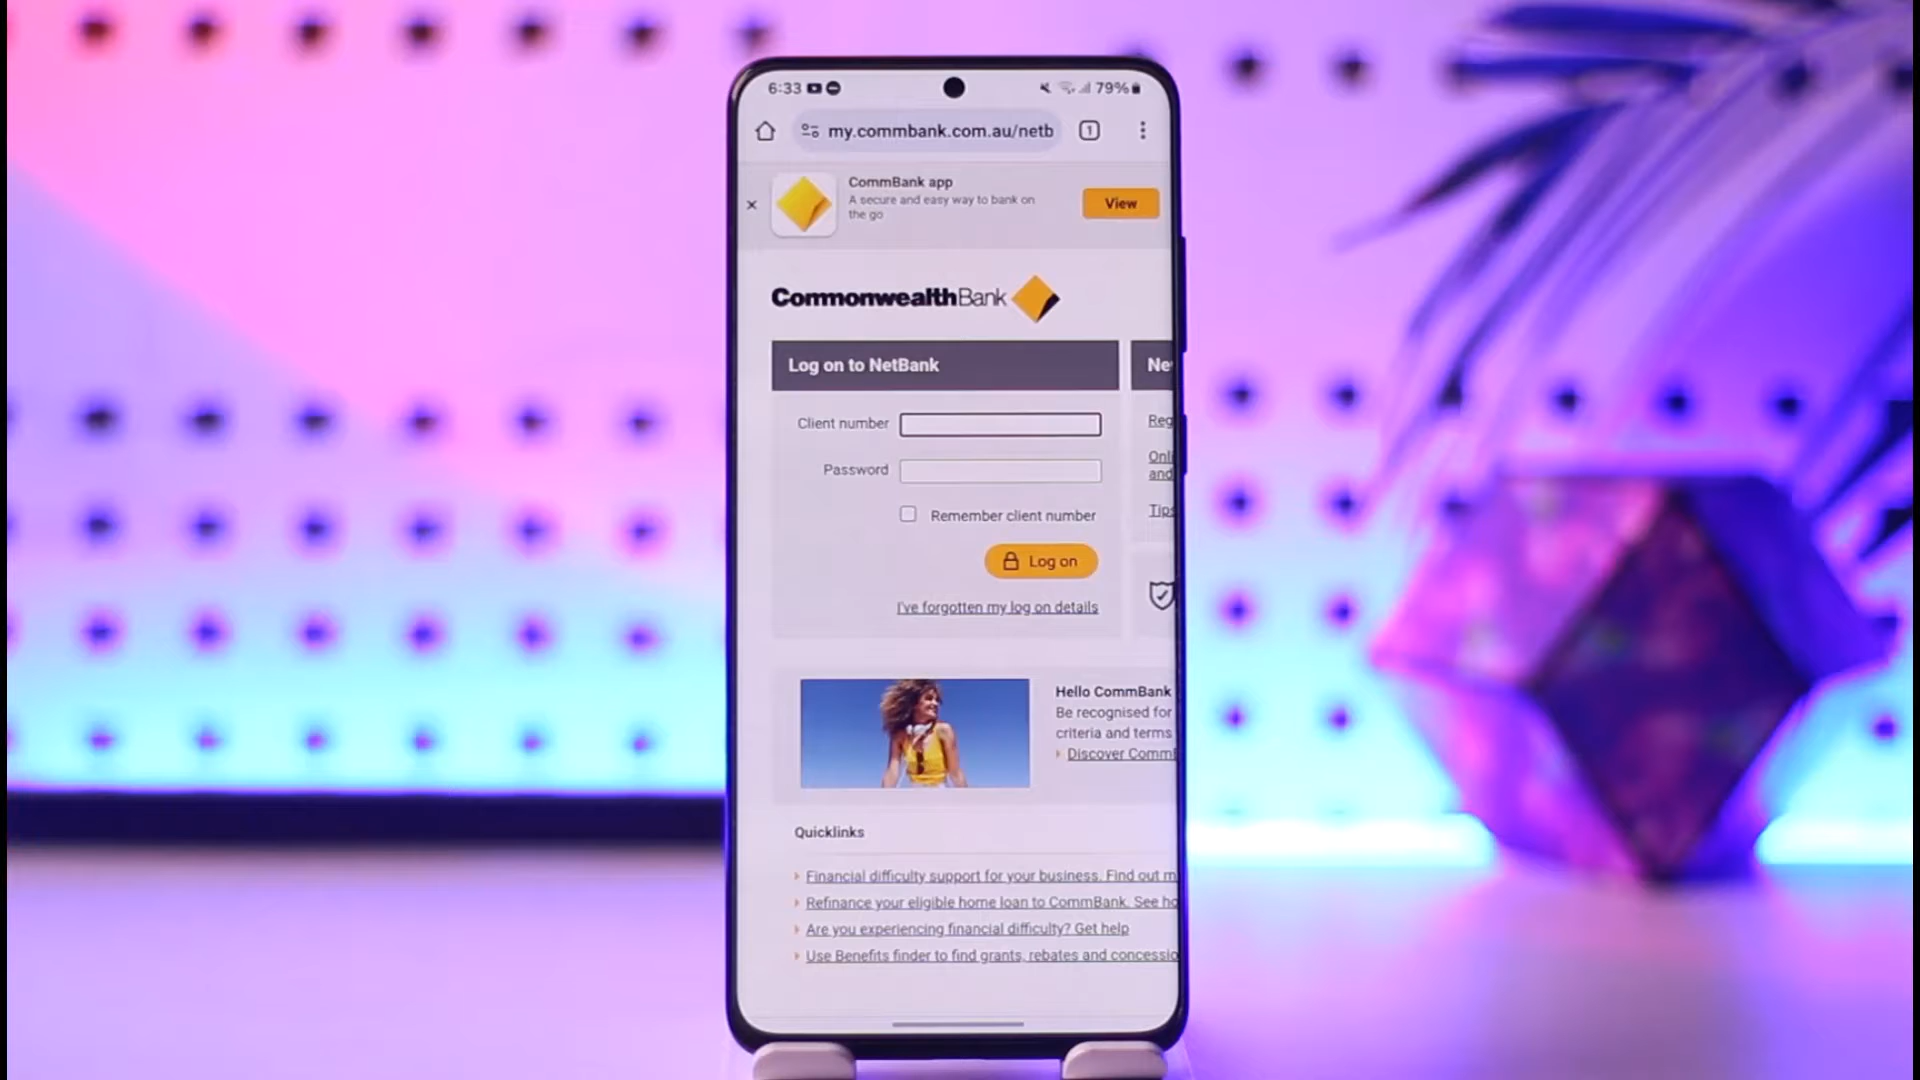 6:33
79%
my.commbank.com.au/netb
1
CommBank app
A secure and easy way to bank on
the go
View
CommonwealthBank
Log on to NetBank
Client number
Password
Remember client number
Log on
I've forgotten my log on details
Ne
Reg
Onli
and
Tips
Hello CommBank
Be recognised for
criteria and terms
Discover Comm
Quicklinks
Financial difficulty support for your business. Find out m
Refinance your eligible home loan to CommBank. See ho
Are you experiencing financial difficulty? Get help
Use Benefits finder to find grants, rebates and concessio